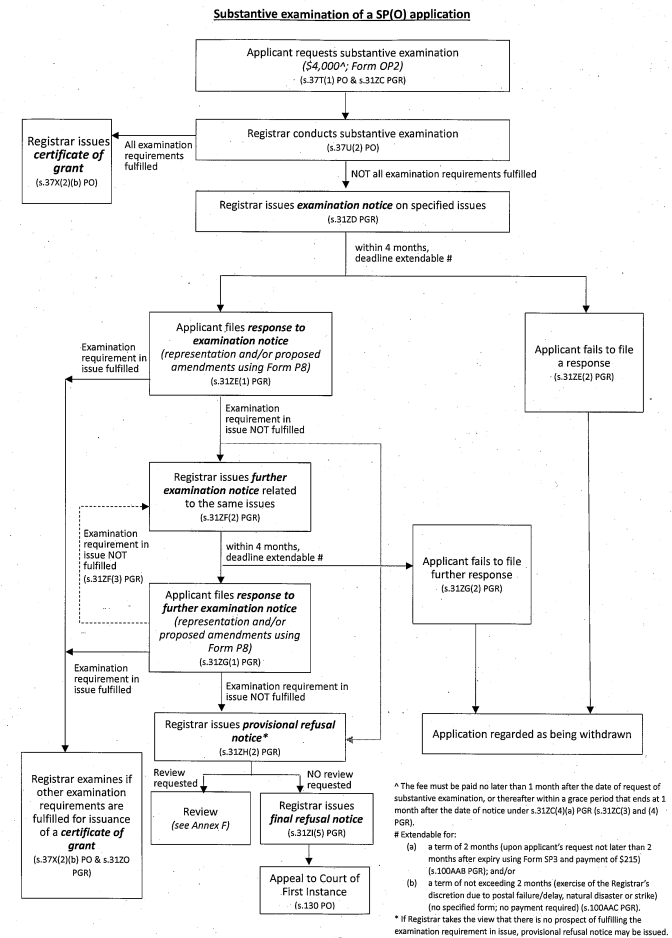 Substantive examination of a SP(O) application
Applicant requests substantive examination
($4,000^; Form OP2)
(s.37T(1) PO & s.31ZC PGR)
Registrar conducts substantive examination
(s.37U(2) PO)
All examination
requirements
fulfilled
Registrar issues
certificate of
grant
(s.37X(2)(b) PO)
NOT all examination requirements fulfilled
Registrar issues examination notice on specified issues
(s.31ZD PGR)
within 4 months,
deadline extendable #
Applicant files response to
examination notice
(representation and/or proposed
amendments using Form P8)
(s.31ZE(1) PGR)
Applicant fails to file
a response
(s.31ZE(2) PGR)
Examination
requirement in
issue fulfilled
Examination
requirement in
issue NOT fulfilled
Registrar issues further
examination notice related
to the same issues
(s.31ZF(2) PGR)
Examination
requirement in
issue NOT
fulfilled
(s.31ZF(3) PGR)
within 4 months,
deadline extendable #
Applicant fails to file
further response
(s.31ZG(2) PGR)
Applicant files response to
further examination notice
(representation and/or
proposed amendments using
Form P8)
(s.31ZG(1) PGR)
Examination
requirement in
issue fulfilled
Examination requirement in
issue NOT fulfilled
Registrar issues provisional refusal
notice*
(s.31ZH(2) PGR)
Application regarded as being withdrawn
Registrar examines if
other examination
requirements are
fulfilled for issuance
of a certificate of
grant
(s.37X(2)(b) PO & s.31ZO
PGR)
Review
requested
NO review
requested
Review
(see Annex F)
Registrar issues
final refusal notice
(s.31ZI(5) PGR)
Appeal to Court of
First Instance
(s.130 PO)
^ The fee must be paid no later than 1 month after the date of request of
substantive examination, or thereafter within a grace period that ends at 1
month after the date of notice under s.31ZC(4)(a) PGR (s.31ZC(3) and (4)
PGR).
# Extendable for:
(a) a term of 2 months (upon applicant's request not later than 2
months after expiry using Form SP3 and payment of $215)
(s.100AAB PGR); and/or
(b) a term of not exceeding 2 months (exercise of the Registrar's
discretion due to postal failure/delay, natural disaster or strike)
(no specified form; no payment required) (s.100AAC PGR).
* If Registrar takes the view that there is no prospect of fulfilling the
examination requirement in issue, provisional refusal notice may be issued.